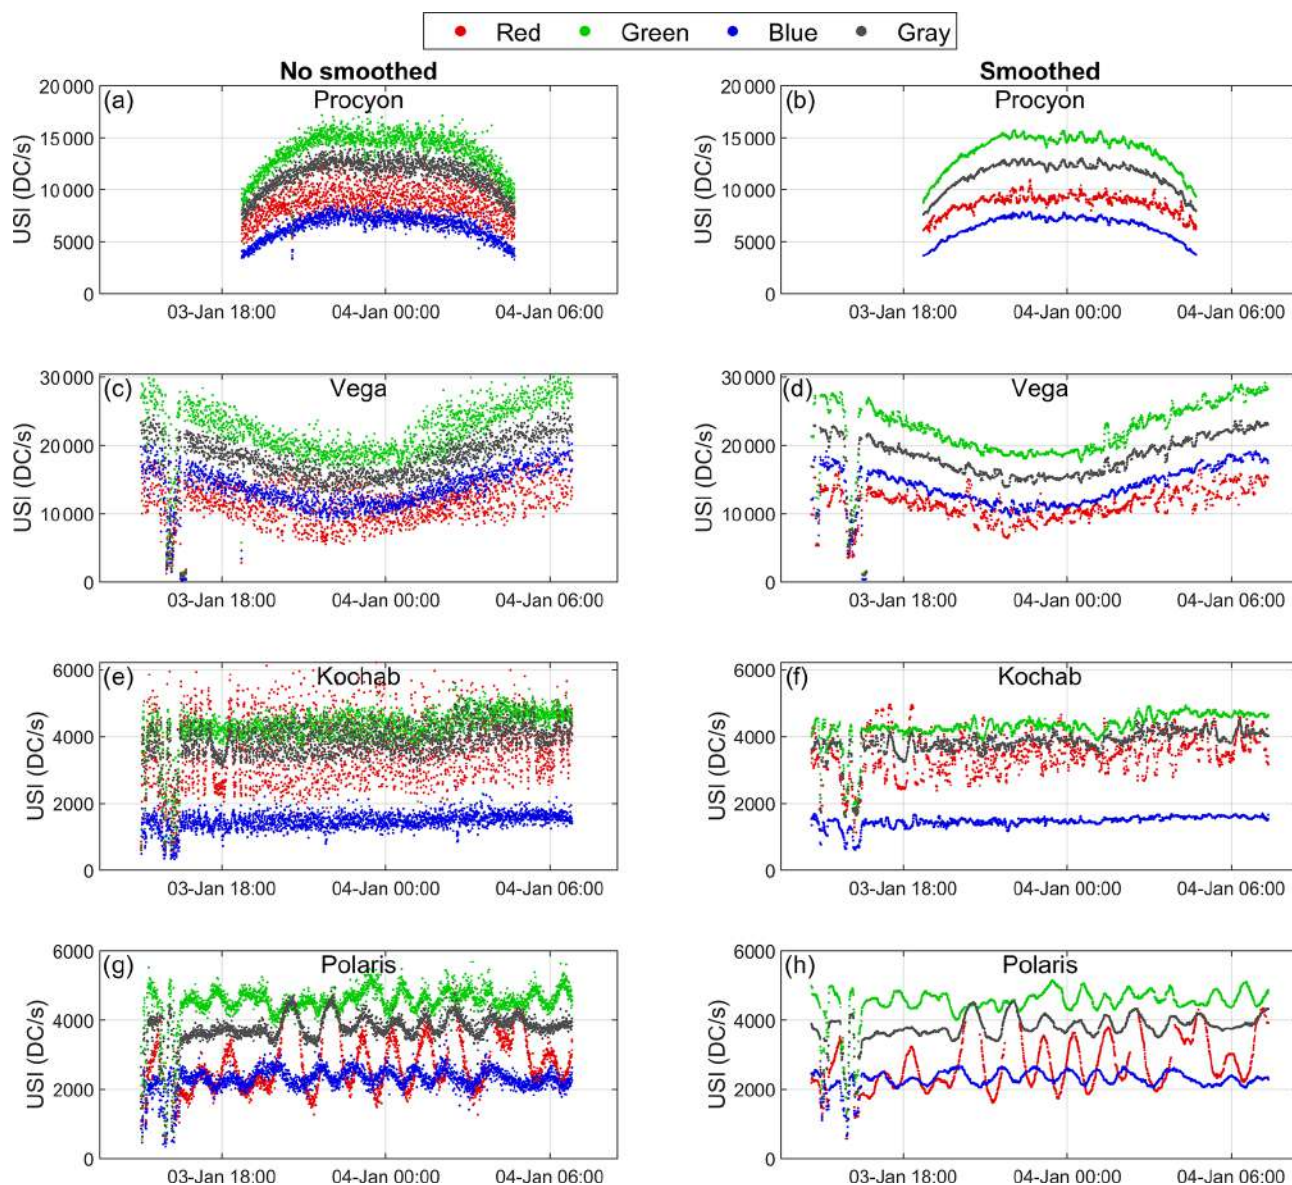 Red Green Blue Gray
No smoothed Smoothed
(a) Procyon
USI (DC/s)
20 000
15 000
10 000
5000
0
03-Jan 18:00 04-Jan 00:00 04-Jan 06:00
(b) Procyon
USI (DC/s)
20 000
15 000
10 000
5000
0
03-Jan 18:00 04-Jan 00:00 04-Jan 06:00
(c) Vega
USI (DC/s)
30 000
20 000
10 000
0
03-Jan 18:00 04-Jan 00:00 04-Jan 06:00
(d) Vega
USI (DC/s)
30 000
20 000
10 000
0
03-Jan 18:00 04-Jan 00:00 04-Jan 06:00
(e) Kochab
USI (DC/s)
6000
4000
2000
0
03-Jan 18:00 04-Jan 00:00 04-Jan 06:00
(f) Kochab
USI (DC/s)
6000
4000
2000
0
03-Jan 18:00 04-Jan 00:00 04-Jan 06:00
(g) Polaris
USI (DC/s)
6000
4000
2000
0
03-Jan 18:00 04-Jan 00:00 04-Jan 06:00
(h) Polaris
USI (DC/s)
6000
4000
2000
0
03-Jan 18:00 04-Jan 00:00 04-Jan 06:00